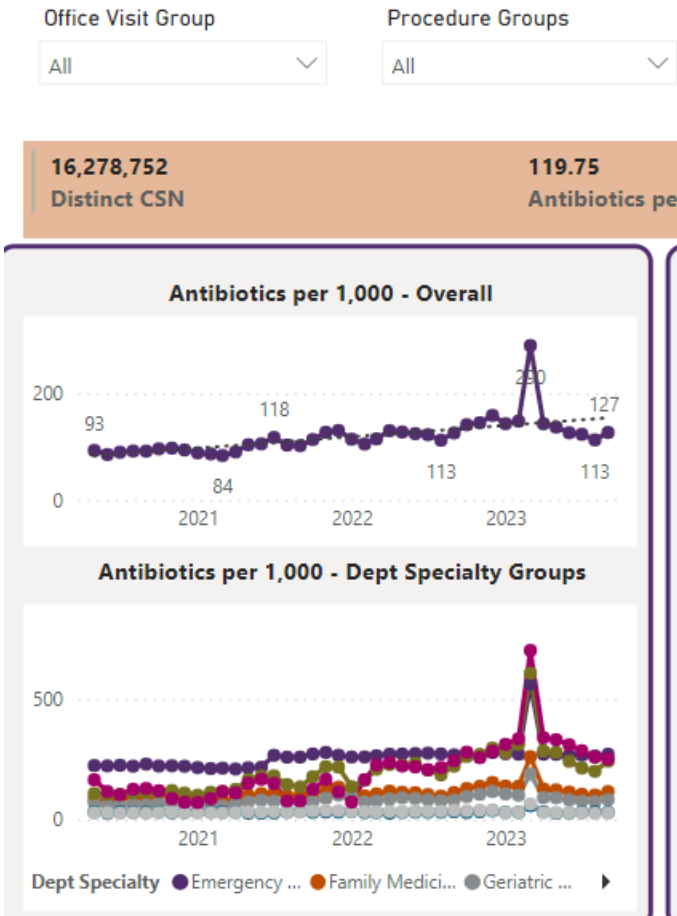 Office Visit Group Procedure Groups
All All
16,278,752 119.75
Distinct CSN Antibiotics pe
Antibiotics per 1,000 - Overall
200
93 118 290 127
84 113 113
0
2021 2022 2023
Antibiotics per 1,000 - Dept Specialty Groups
500
0
2021 2022 2023
Dept Specialty Emergency ... Family Medici... Geriatric ...